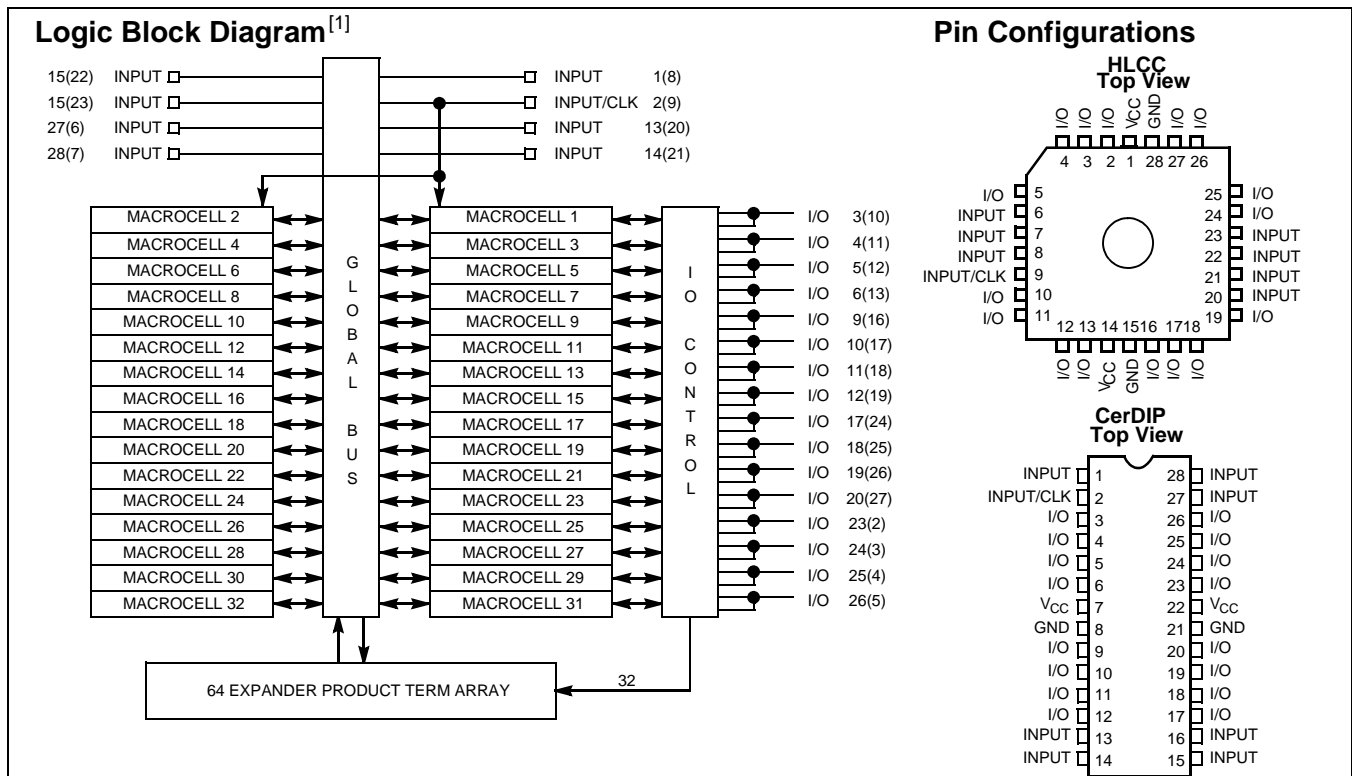 Logic Block Diagram[1]
15(22) INPUT INPUT 1(8)
15(23) INPUT INPUT/CLK 2(9)
27(6) INPUT INPUT 13(20)
28(7) INPUT INPUT 14(21)
MACROCELL 2 MACROCELL 1 I/O 3(10)
MACROCELL 4 MACROCELL 3 I/O 4(11)
MACROCELL 6 MACROCELL 5 I/O 5(12)
MACROCELL 8 MACROCELL 7 I/O 6(13)
MACROCELL 10 MACROCELL 9 I/O 9(16)
MACROCELL 12 MACROCELL 11 I/O 10(17)
MACROCELL 14 MACROCELL 13 I/O 11(18)
MACROCELL 16 MACROCELL 15 I/O 12(19)
MACROCELL 18 MACROCELL 17 I/O 17(24)
MACROCELL 20 MACROCELL 19 I/O 18(25)
MACROCELL 22 MACROCELL 21 I/O 19(26)
MACROCELL 24 MACROCELL 23 I/O 20(27)
MACROCELL 26 MACROCELL 25 I/O 23(2)
MACROCELL 28 MACROCELL 27 I/O 24(3)
MACROCELL 30 MACROCELL 29 I/O 25(4)
MACROCELL 32 MACROCELL 31 I/O 26(5)
GLOBAL BUS
IO CONTROL
64 EXPANDER PRODUCT TERM ARRAY
32
Pin Configurations
HLCC
Top View
I/O I/O I/O VCC GND I/O I/O
4 3 2 1 28 27 26
I/O 5 25 I/O
INPUT 6 24 I/O
INPUT 7 23 INPUT
INPUT 8 22 INPUT
INPUT/CLK 9 21 INPUT
I/O 10 20 INPUT
I/O 11 19 I/O
12 13 14 15 16 17 18
I/O I/O VCC GND I/O I/O I/O
CerDIP
Top View
INPUT 1 28 INPUT
INPUT/CLK 2 27 INPUT
I/O 3 26 I/O
I/O 4 25 I/O
I/O 5 24 I/O
I/O 6 23 I/O
VCC 7 22 VCC
GND 8 21 GND
I/O 9 20 I/O
I/O 10 19 I/O
I/O 11 18 I/O
I/O 12 17 I/O
INPUT 13 16 INPUT
INPUT 14 15 INPUT